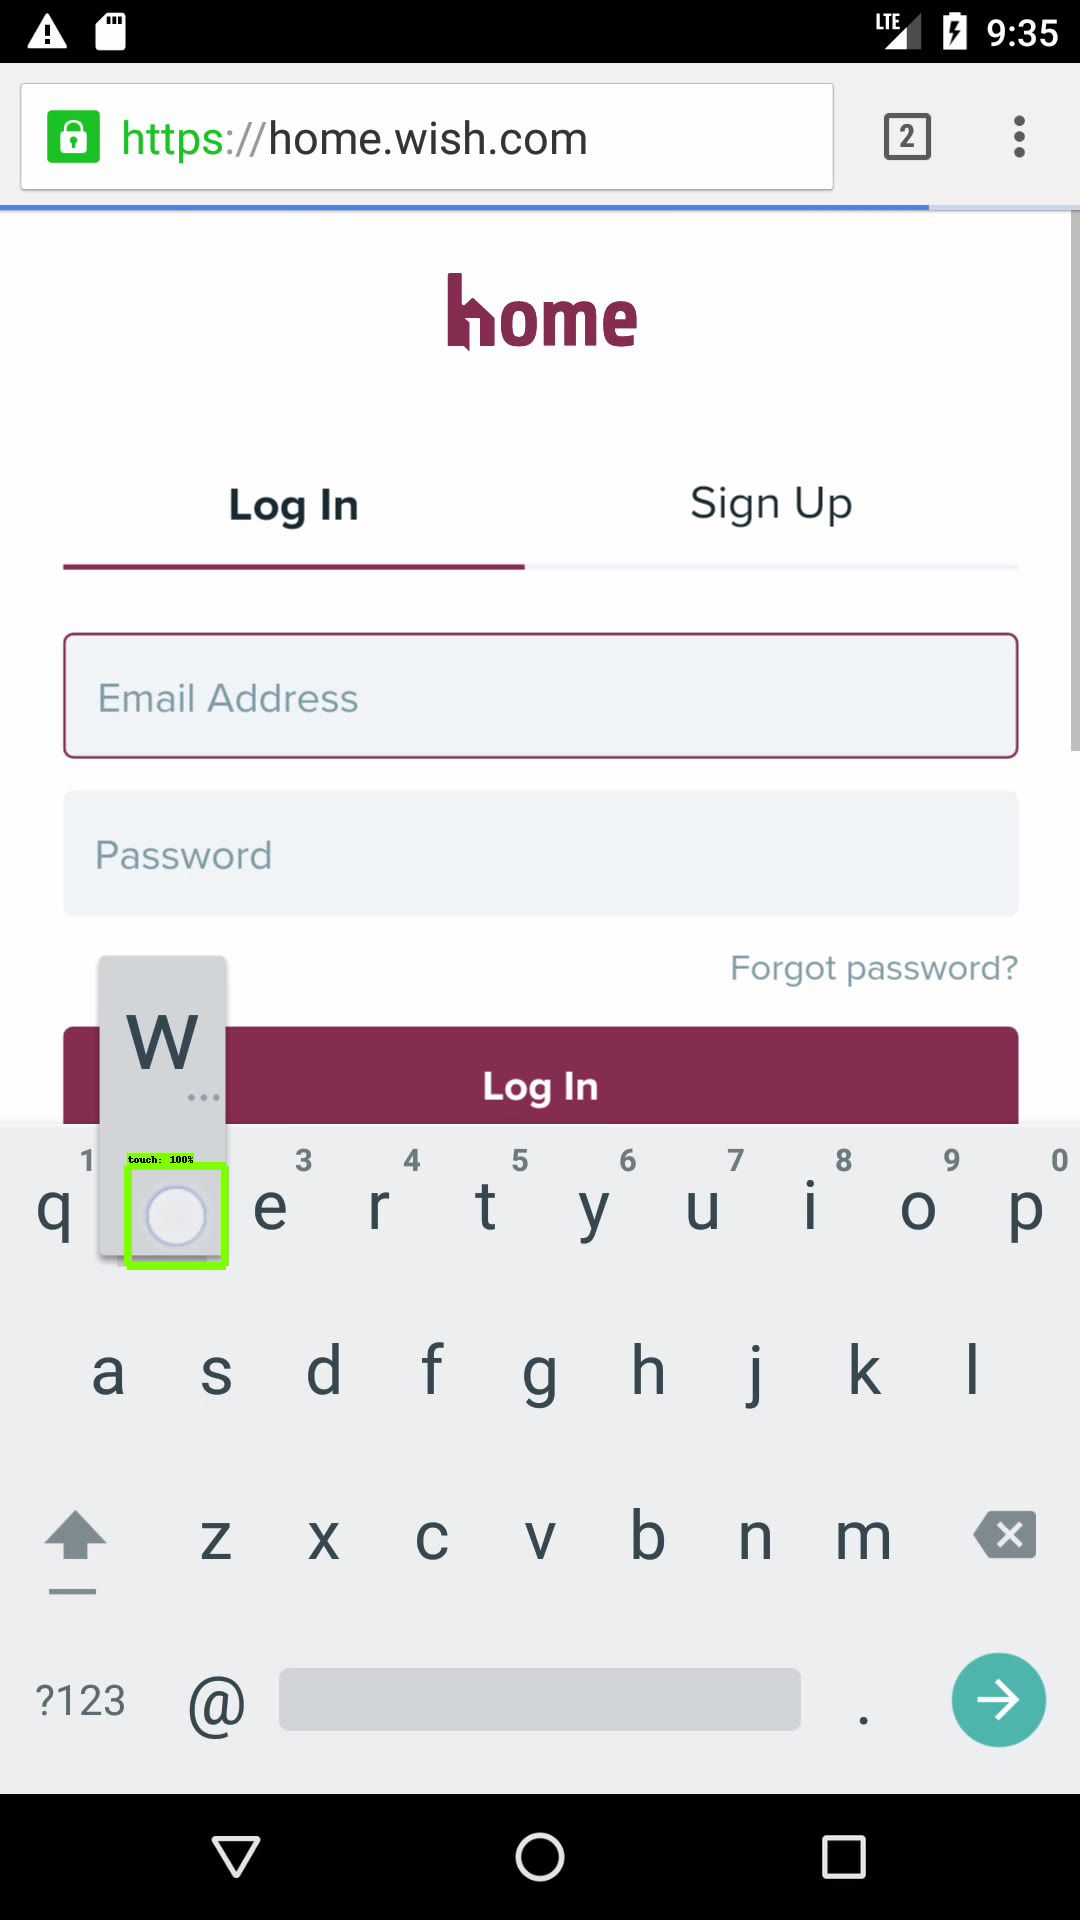 LTE 9:35
https://home.wish.com 2
home
Log In Sign Up
Email Address
Password
Forgot password?
W
...
Log In
touch: 100%
1 3 4 5 6 7 8 9 0
q e r t y u i o p
a s d f g h j k l
z x c v b n m
?123 @ .